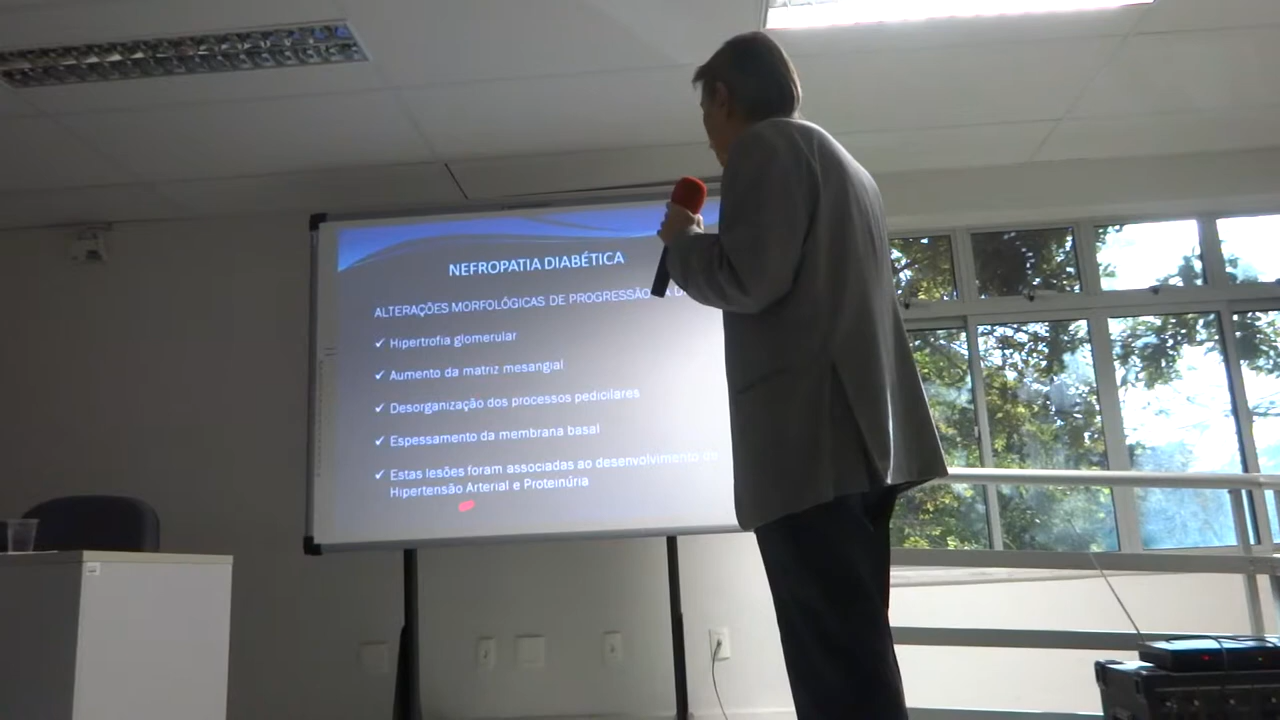 NEFROPATIA DIABÉTICA
ALTERAÇÕES MORFOLÓGICAS DE PROGRESSÃO
✓ Hipertrofia glomerular
✓ Aumento da matriz mesangial
✓ Desorganização dos processos pedicilares
✓ Espessamento da membrana basal
✓ Estas lesões foram associadas ao desenvolvimento da
Hipertensão Arterial e Proteinúria